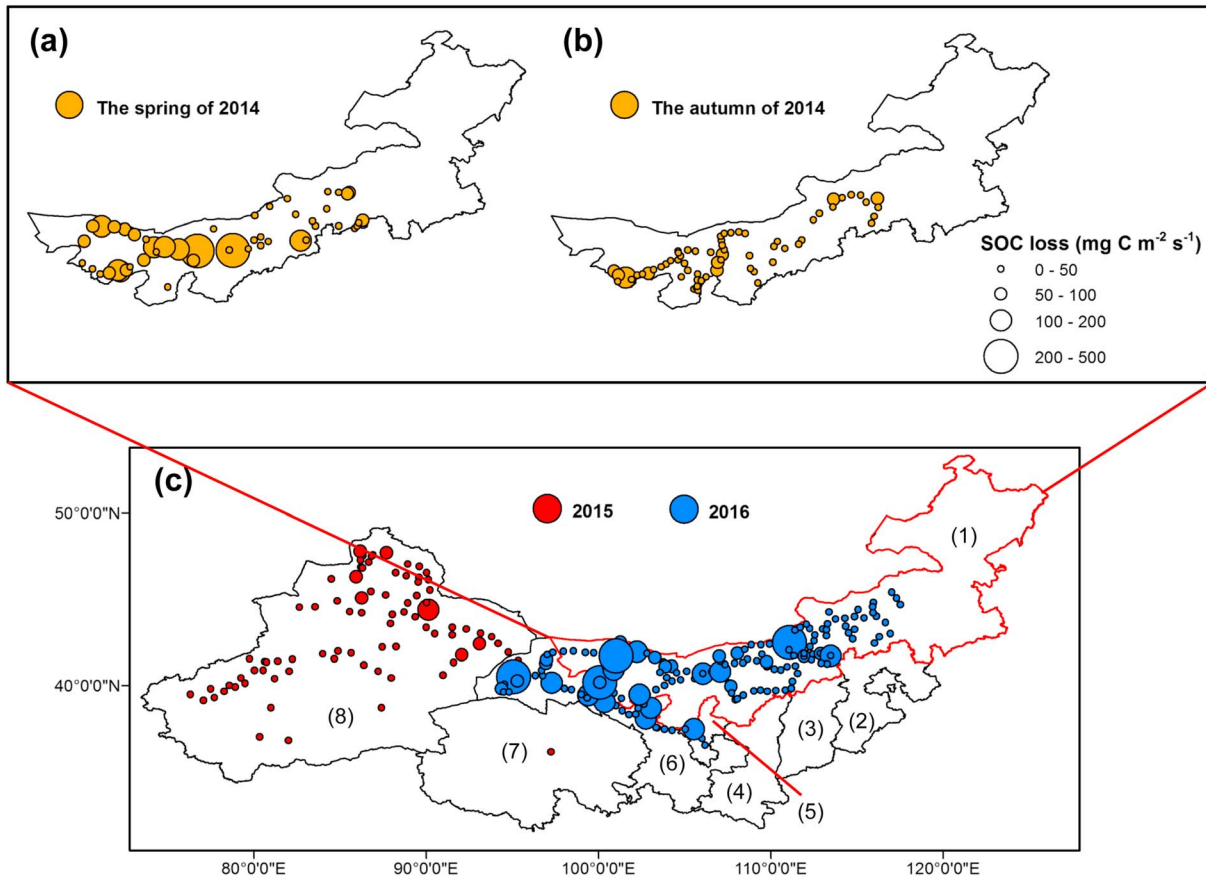 (a)
(b)
The spring of 2014
The autumn of 2014
SOC loss (mg C m⁻² s⁻¹)
0 - 50
50 - 100
100 - 200
200 - 500
(c)
2015
2016
50°0'0"N
40°0'0"N
(1)
(2)
(3)
(8)
(7)
(6)
(4)
(5)
80°0'0"E
90°0'0"E
100°0'0"E
110°0'0"E
120°0'0"E